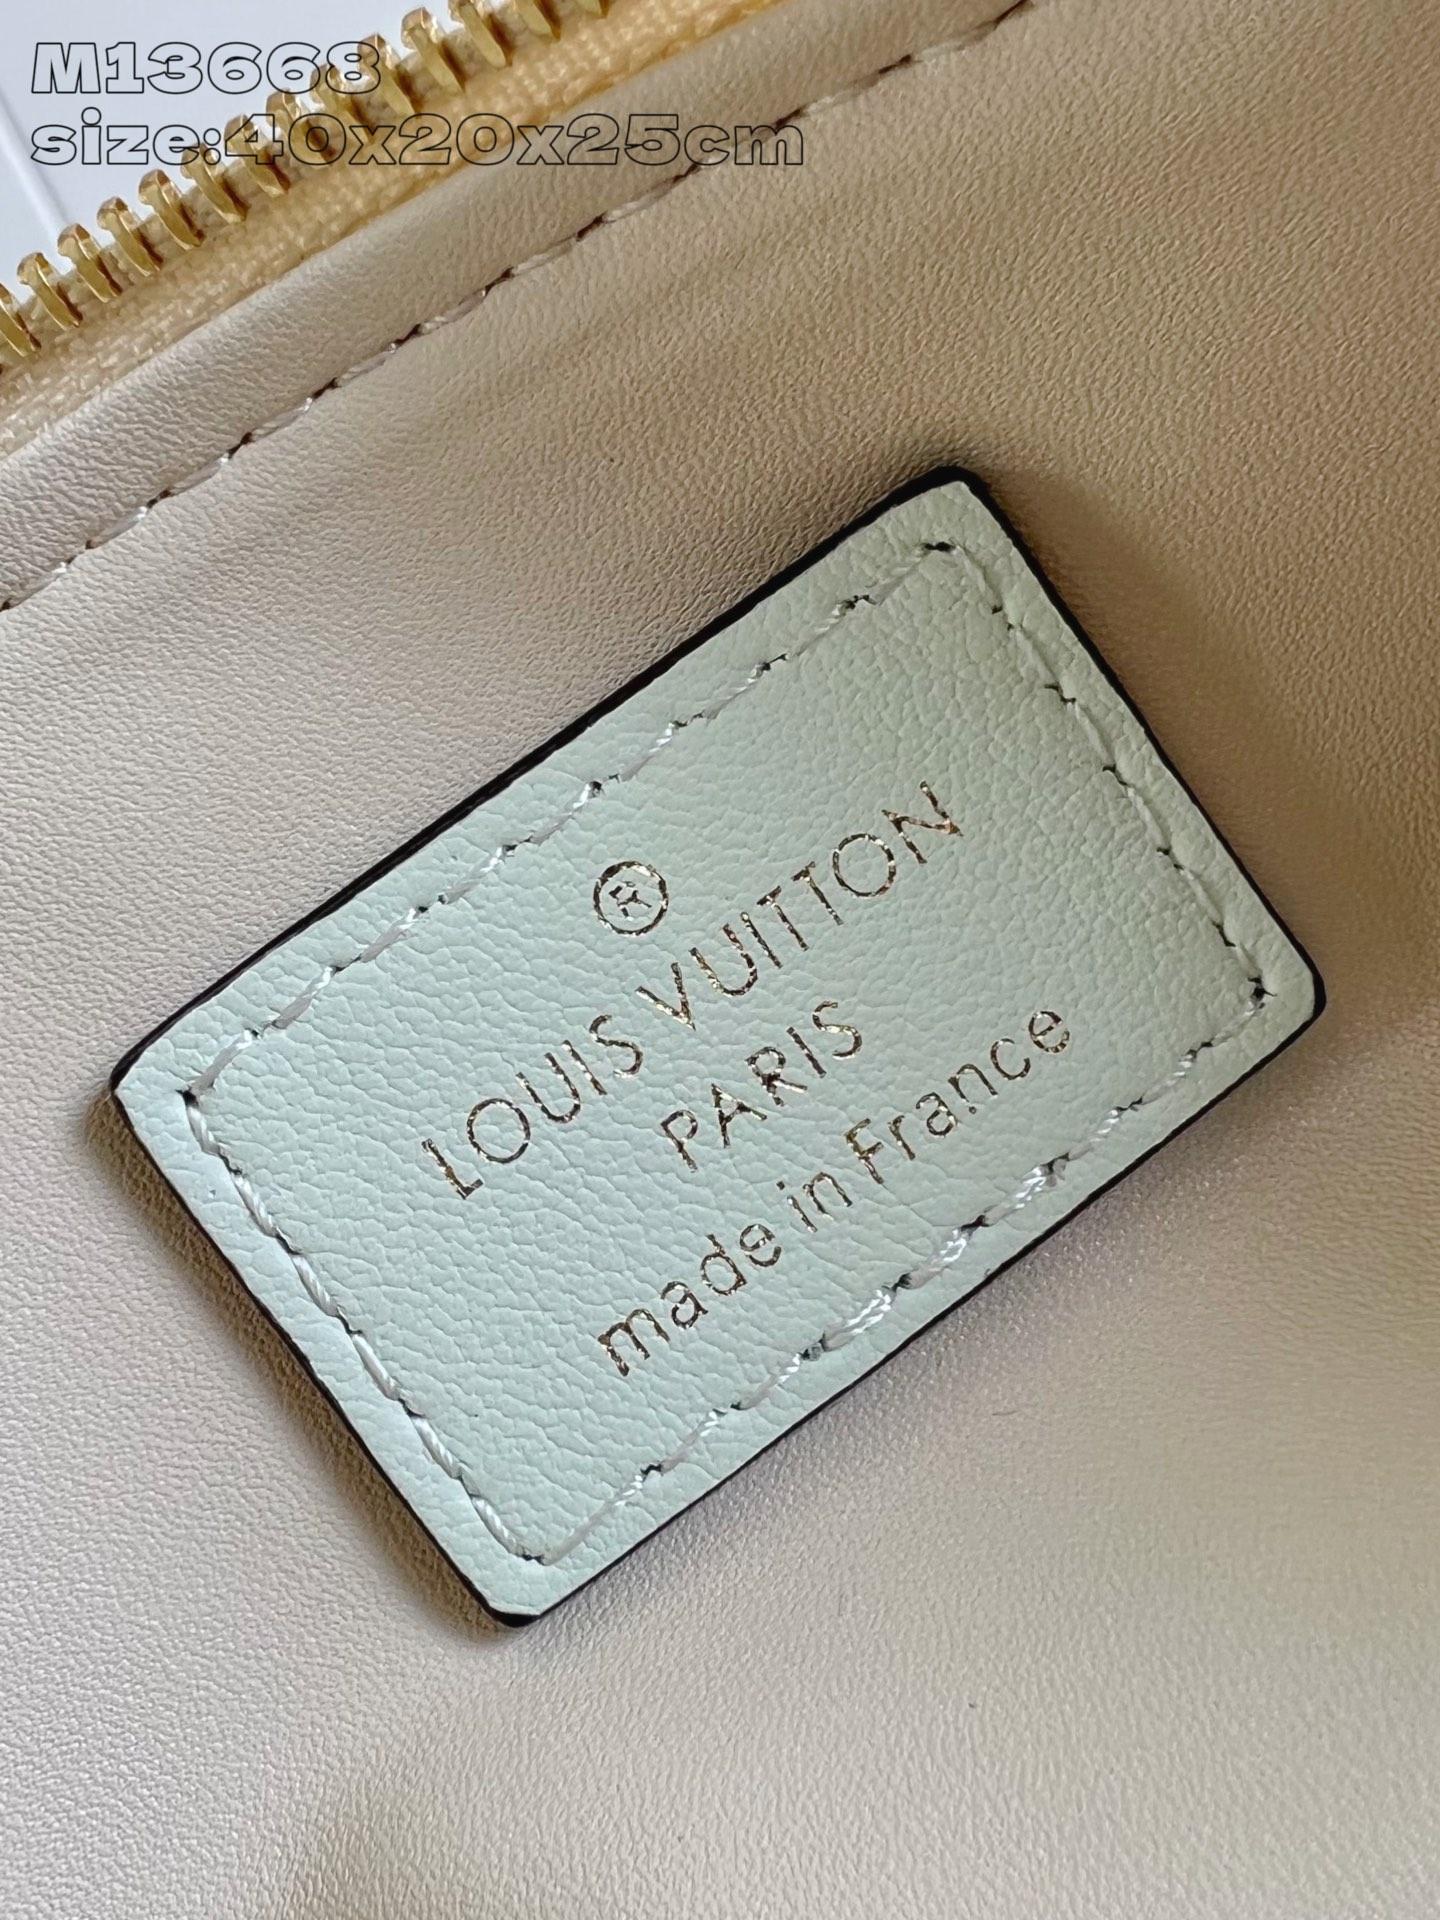 M13668
size:40x20x25cm
®
LOUIS VUITTON
PARIS
made in France